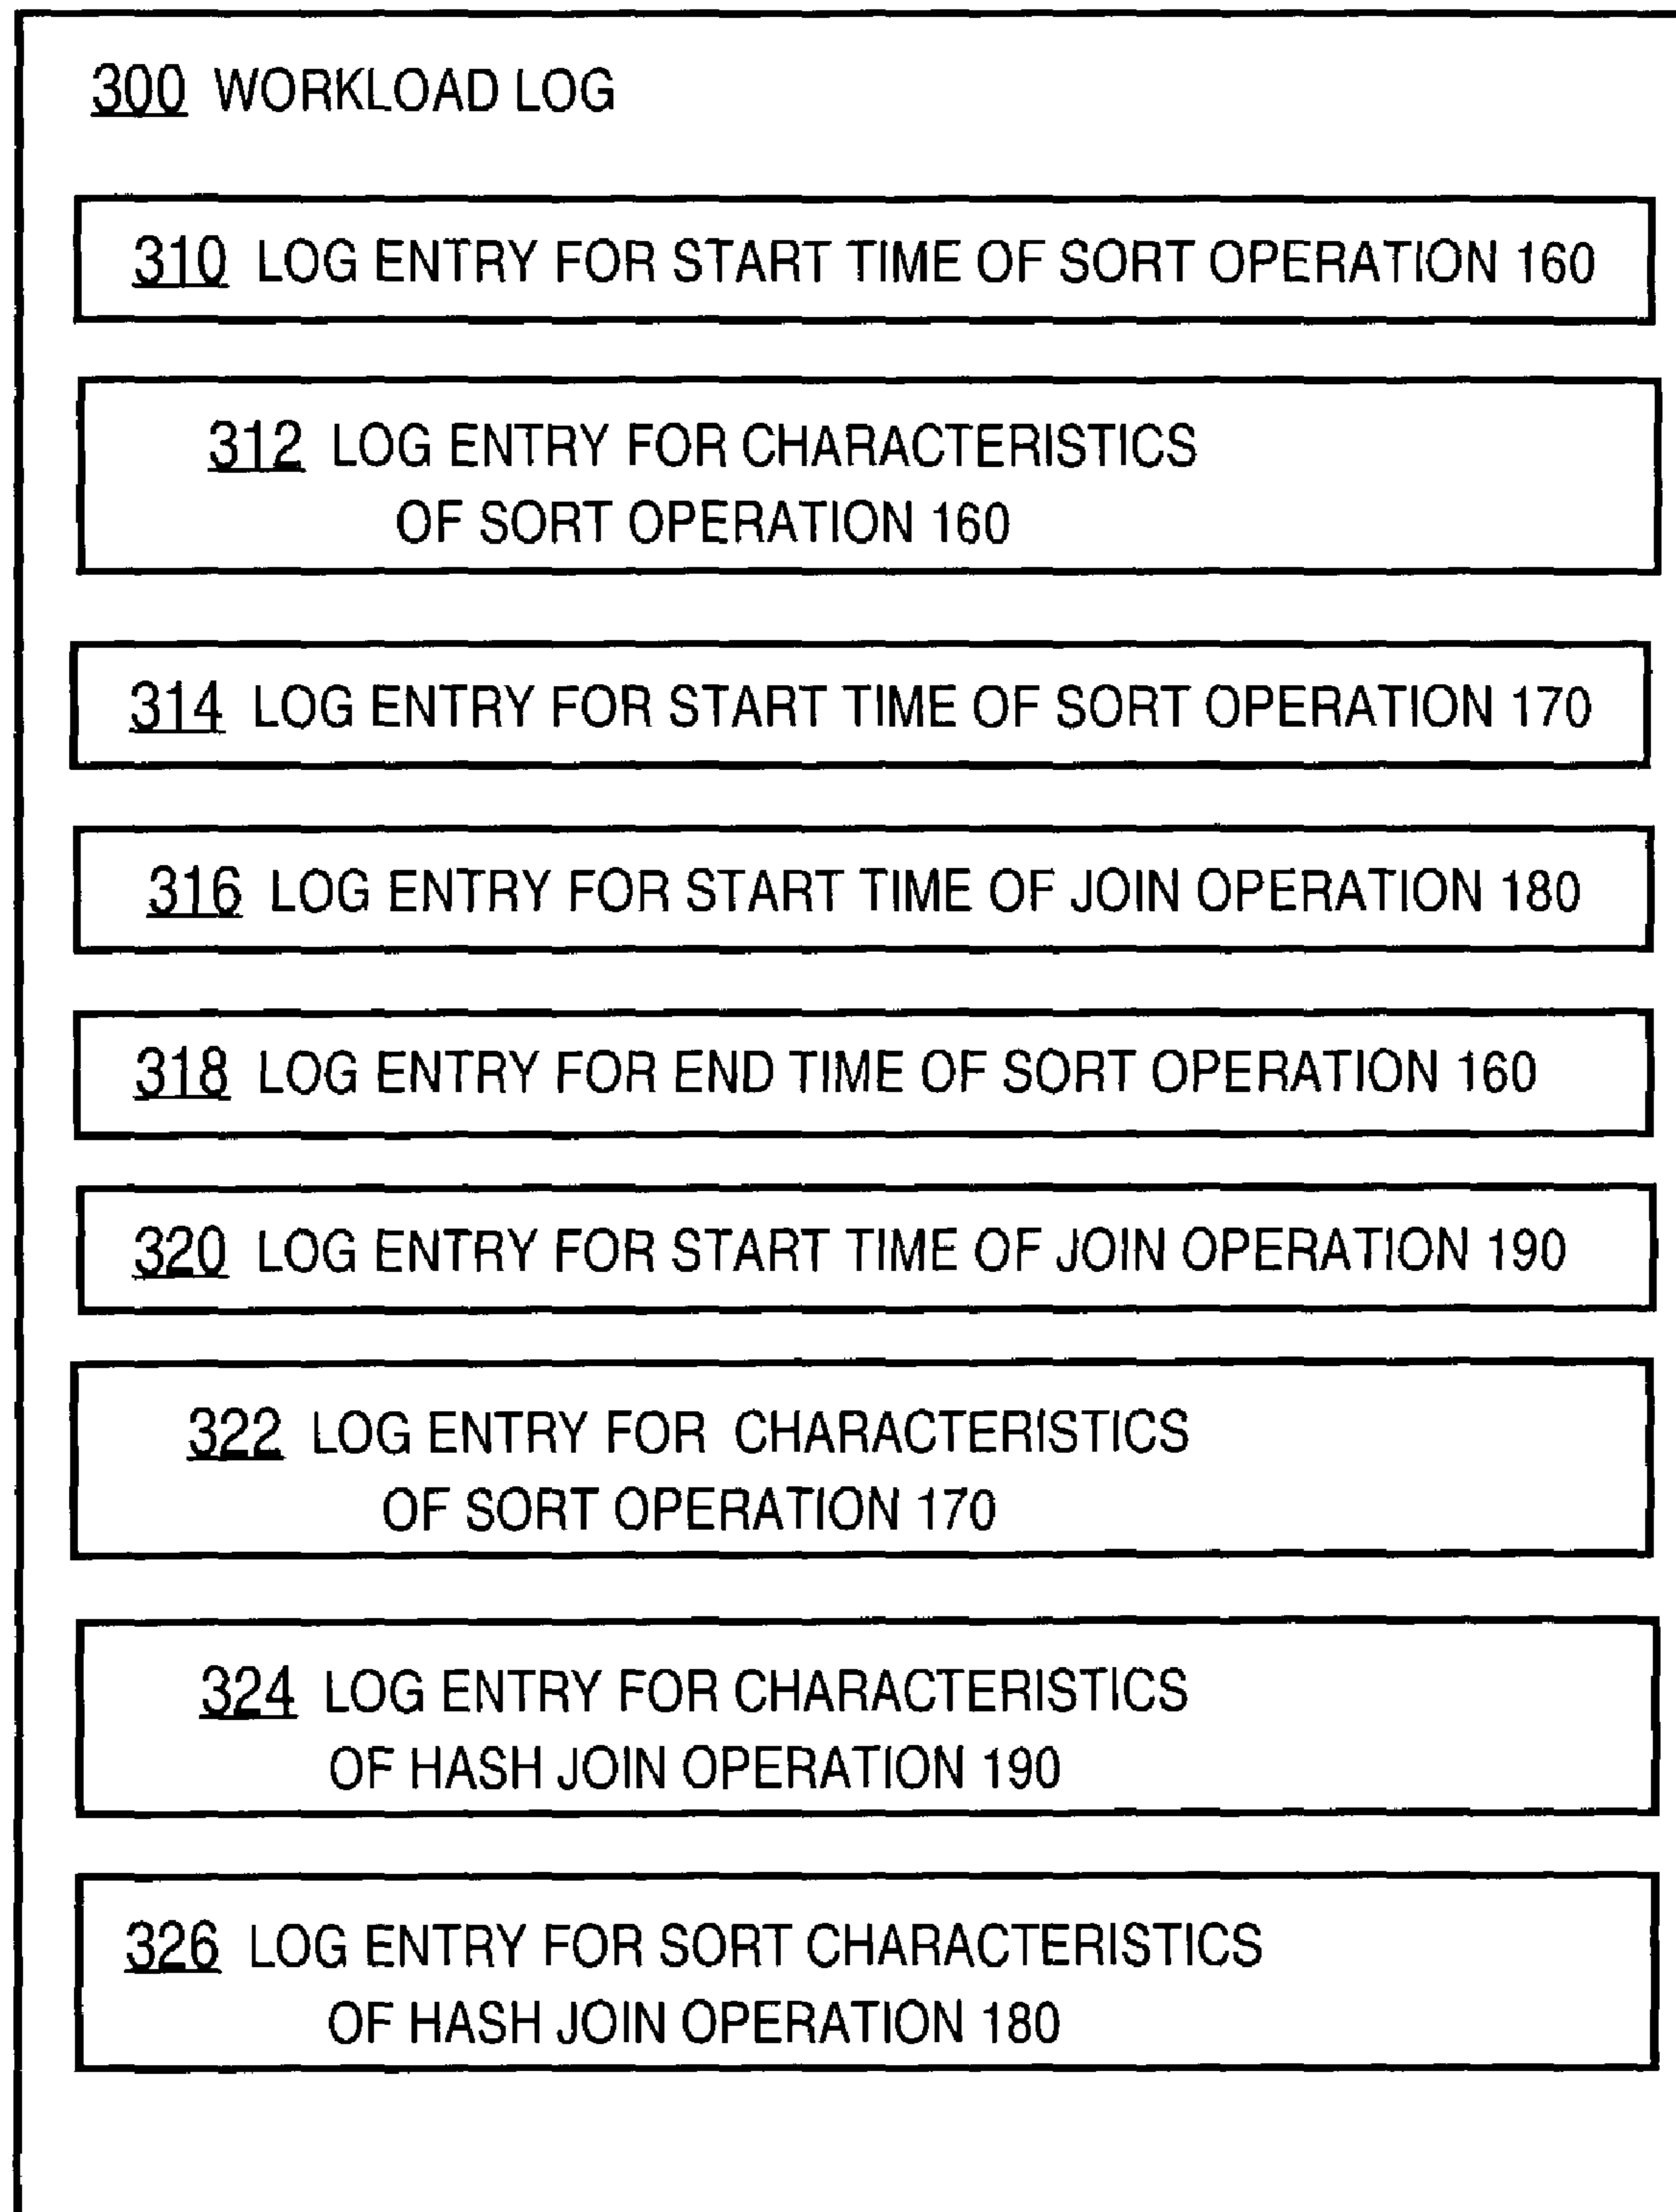 300 WORKLOAD LOG
310 LOG ENTRY FOR START TIME OF SORT OPERATION 160
312 LOG ENTRY FOR CHARACTERISTICS
OF SORT OPERATION 160
314 LOG ENTRY FOR START TIME OF SORT OPERATION 170
316 LOG ENTRY FOR START TIME OF JOIN OPERATION 180
318 LOG ENTRY FOR END TIME OF SORT OPERATION 160
320 LOG ENTRY FOR START TIME OF JOIN OPERATION 190
322 LOG ENTRY FOR CHARACTERISTICS
OF SORT OPERATION 170
324 LOG ENTRY FOR CHARACTERISTICS
OF HASH JOIN OPERATION 190
326 LOG ENTRY FOR SORT CHARACTERISTICS
OF HASH JOIN OPERATION 180